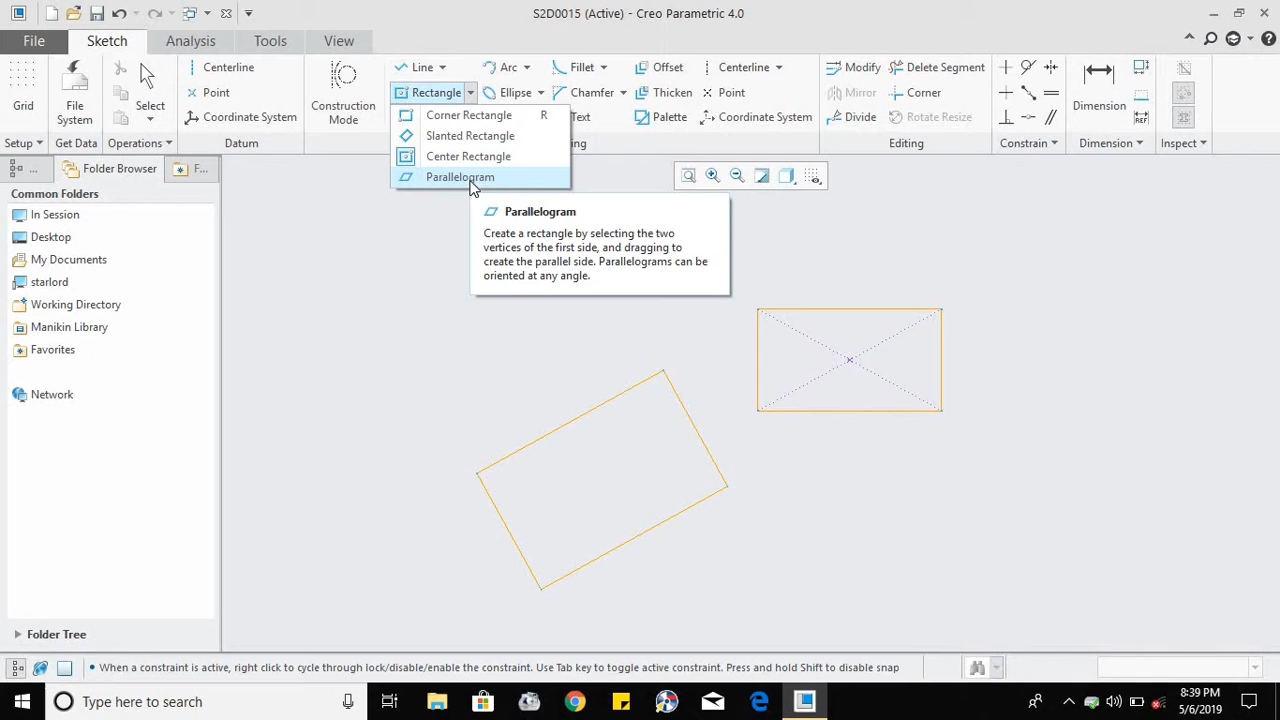 S2D0015 (Active) - Creo Parametric 4.0
File Sketch Analysis Tools View
Centerline Line Arc Fillet Offset Centerline Modify Delete Segment
Point Rectangle Ellipse Chamfer Thicken Point Mirror Corner
Grid File System Select Coordinate System Construction Mode Text Palette Coordinate System Divide Rotate Resize Dimension
Setup Get Data Operations Datum ing Editing Constrain Dimension Inspect
Corner Rectangle R
Slanted Rectangle
Center Rectangle
Parallelogram
... Folder Browser F...
Common Folders
In Session
Desktop
My Documents
starlord
Working Directory
Manikin Library
Favorites
Network
Parallelogram
Create a rectangle by selecting the two
vertices of the first side, and dragging to
create the parallel side. Parallelograms can be
oriented at any angle.
Folder Tree
• When a constraint is active, right click to cycle through lock/disable/enable the constraint. Use Tab key to toggle active constraint. Press and hold Shift to disable snap
Type here to search
8:39 PM
5/6/2019